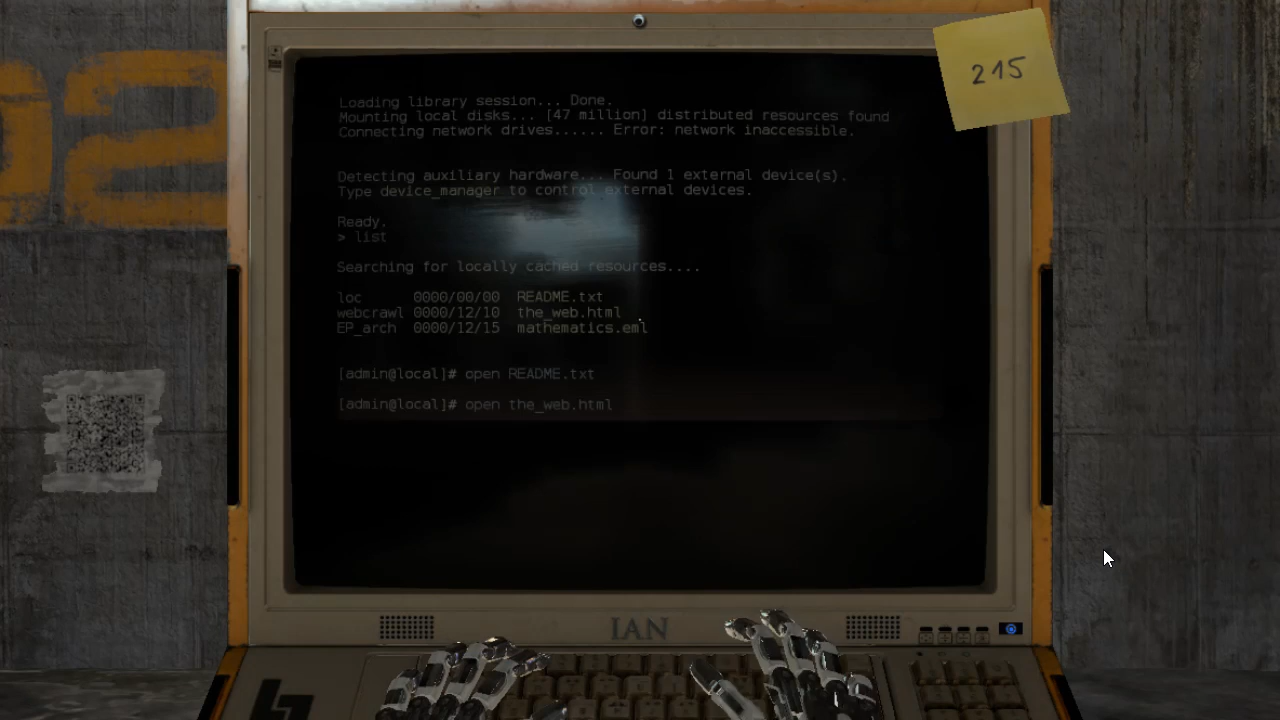 02
215
Loading library session... Done.
Mounting local disks... [47 million] distributed resources found
Connecting network drives...... Error: network inaccessible.
Detecting auxiliary hardware... Found 1 external device(s).
Type device_manager to control external devices.
Ready.
> list
Searching for locally cached resources....
loc 0000/00/00 README.txt
webcrawl 0000/12/10 the_web.html
EP_arch 0000/12/15 mathematics.eml
[admin@local]# open README.txt
[admin@local]# open the_web.html
IAN